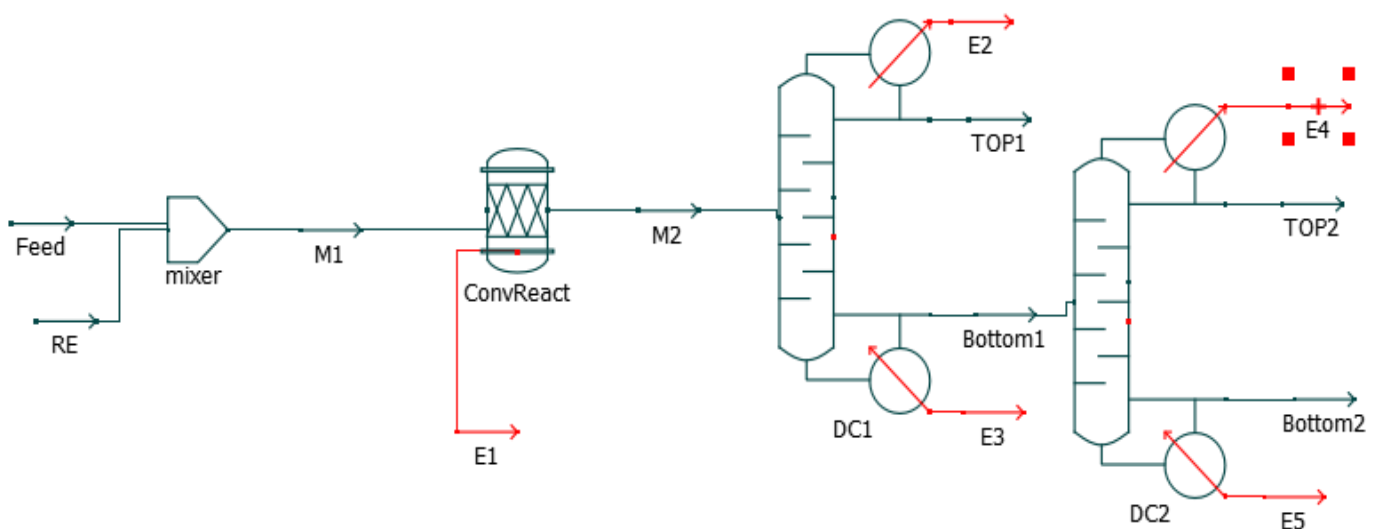 E2
E4
TOP1
TOP2
Feed
M1
M2
mixer
ConvReact
RE
Bottom1
Bottom2
DC1
E3
E1
DC2
E5